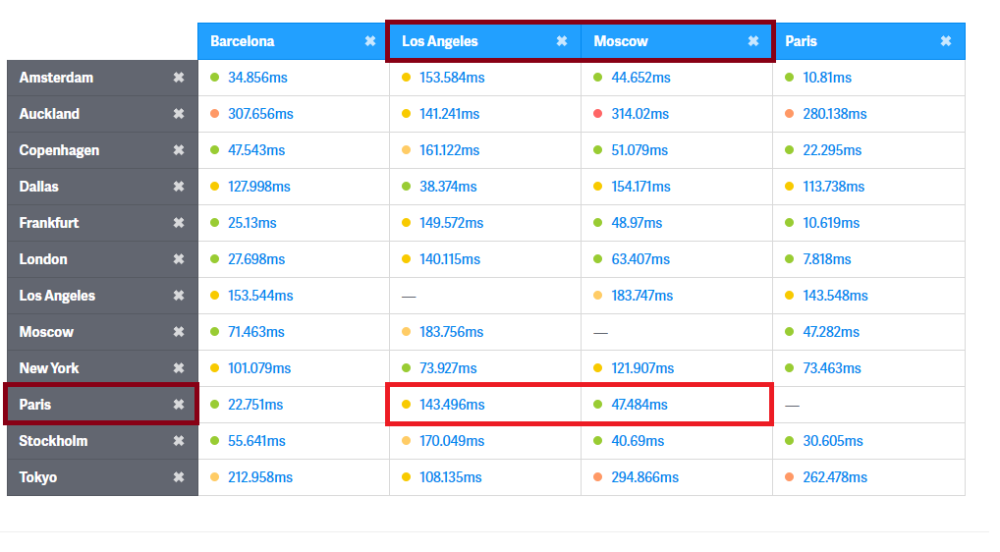 Barcelona ✖ Los Angeles ✖ Moscow ✖ Paris ✖
Amsterdam ✖ 34.856ms 153.584ms 44.652ms 10.81ms
Auckland ✖ 307.656ms 141.241ms 314.02ms 280.138ms
Copenhagen ✖ 47.543ms 161.122ms 51.079ms 22.295ms
Dallas ✖ 127.998ms 38.374ms 154.171ms 113.738ms
Frankfurt ✖ 25.13ms 149.572ms 48.97ms 10.619ms
London ✖ 27.698ms 140.115ms 63.407ms 7.818ms
Los Angeles ✖ 153.544ms — 183.747ms 143.548ms
Moscow ✖ 71.463ms 183.756ms — 47.282ms
New York ✖ 101.079ms 73.927ms 121.907ms 73.463ms
Paris ✖ 22.751ms 143.496ms 47.484ms —
Stockholm ✖ 55.641ms 170.049ms 40.69ms 30.605ms
Tokyo ✖ 212.958ms 108.135ms 294.866ms 262.478ms